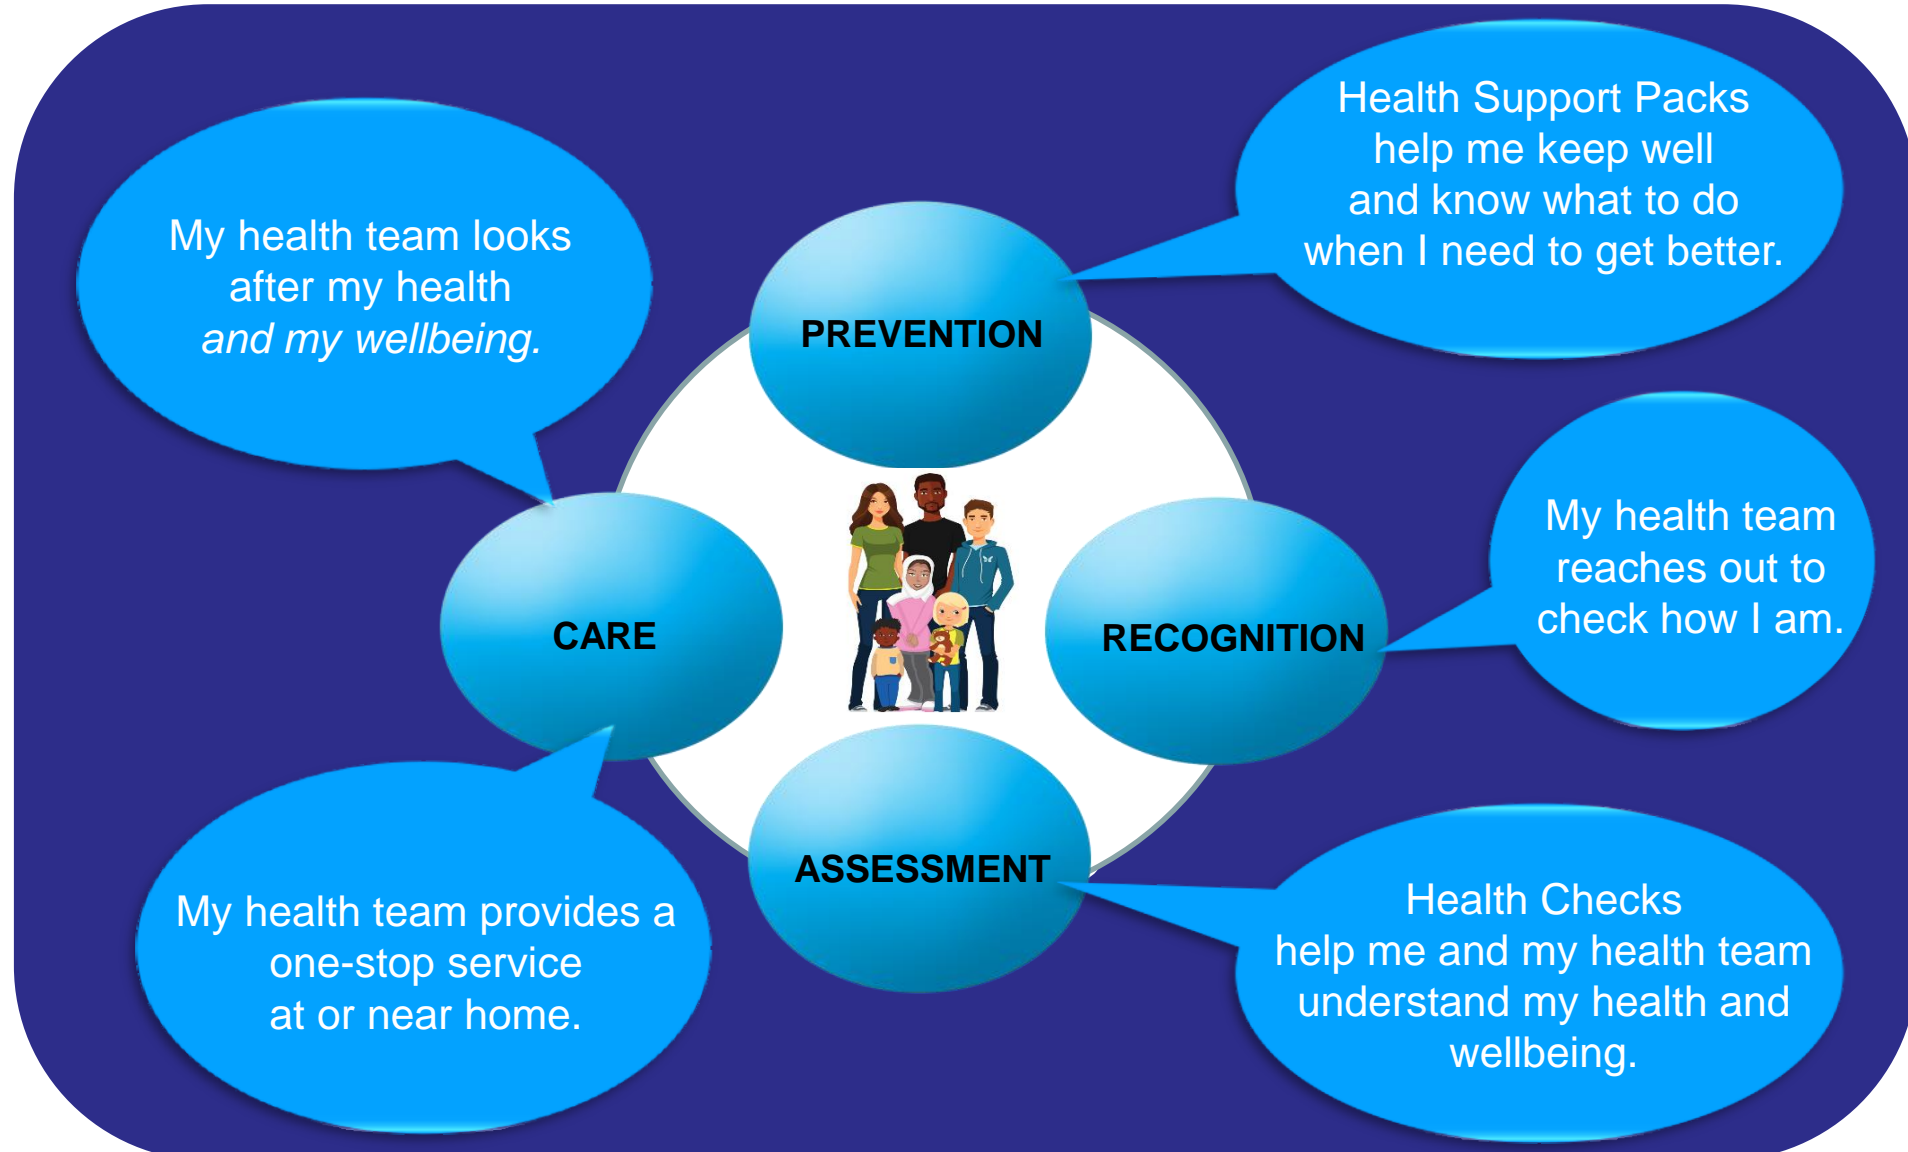 Health Support Packs
help me keep well
and know what to do
when I need to get better.
My health team looks
after my health
and my wellbeing.
PREVENTION
My health team
reaches out to
check how I am.
CARE
RECOGNITION
ASSESSMENT
My health team provides a
one-stop service
at or near home.
Health Checks
help me and my health team
understand my health and
wellbeing.